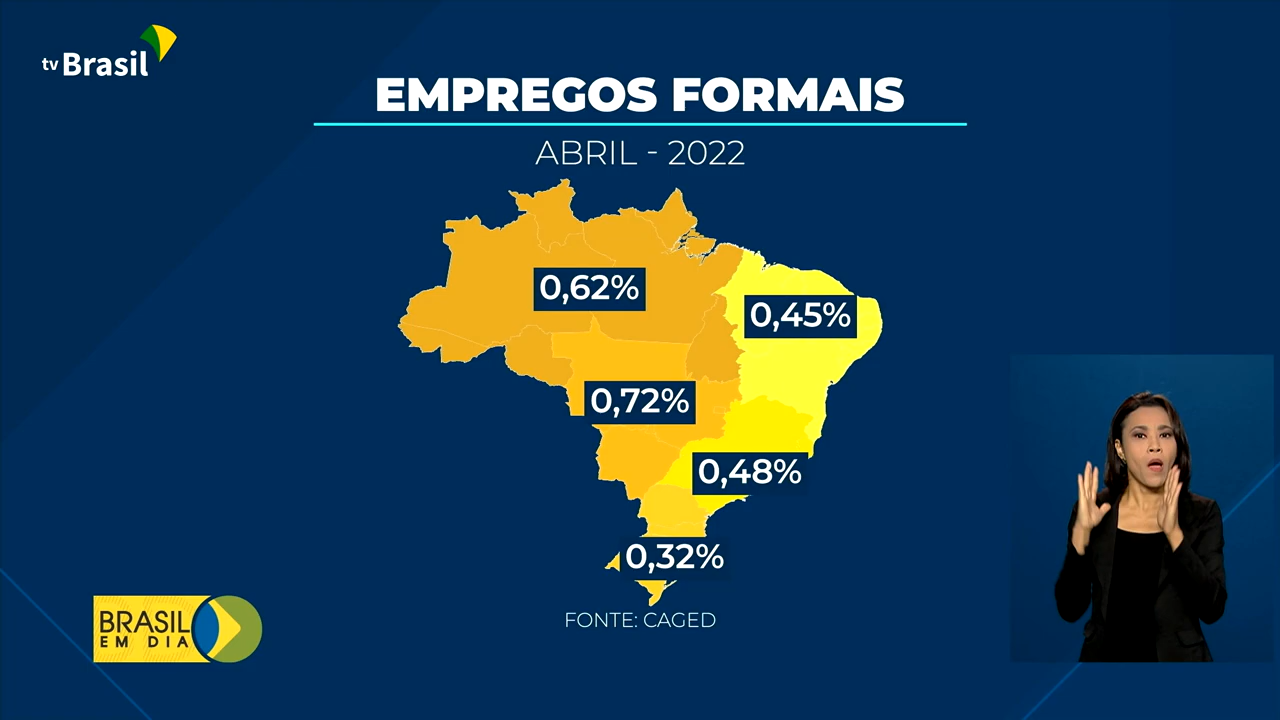 tv Brasil
EMPREGOS FORMAIS
ABRIL - 2022
0,62%
0,45%
0,72%
0,48%
0,32%
FONTE: CAGED
BRASIL
EM DIA